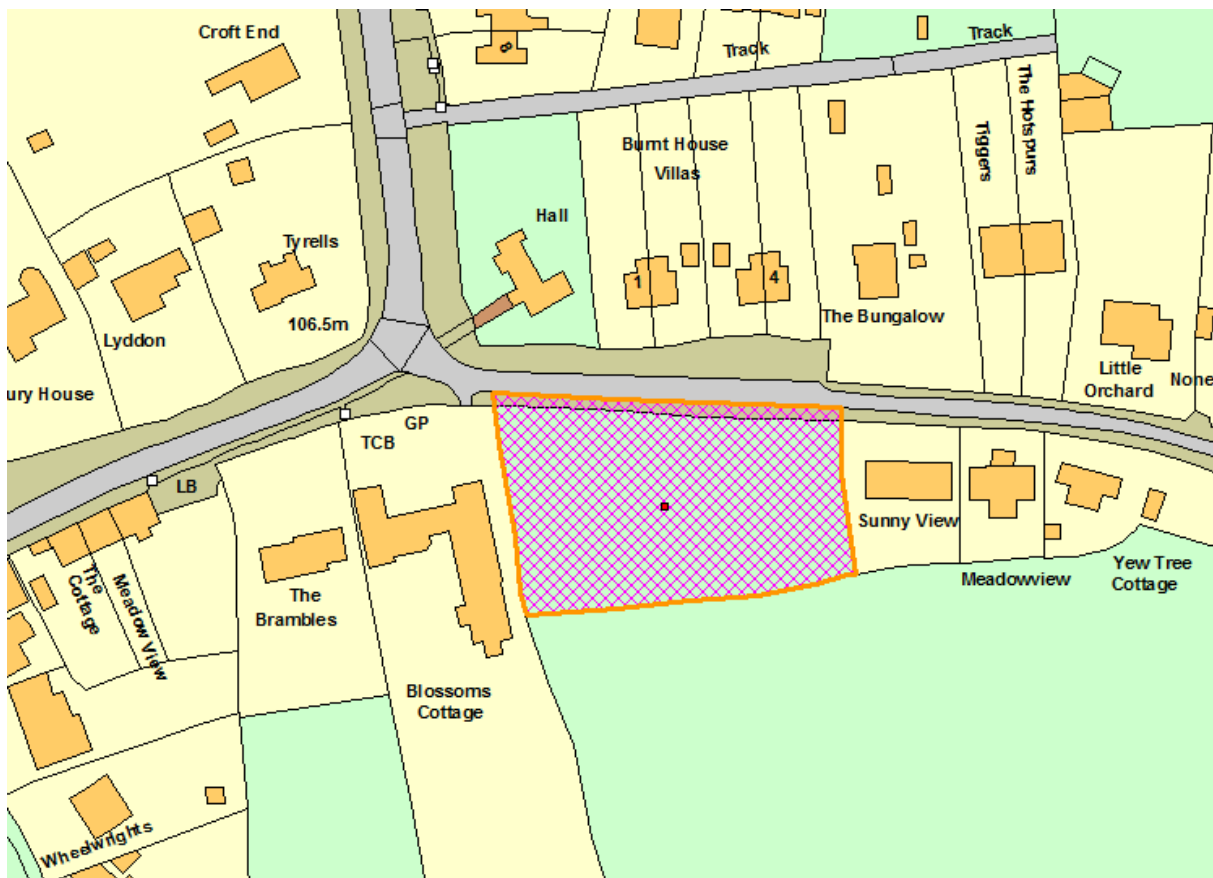 Croft End
8
Track
Track
Burnt House
Villas
Tiggers
The Hotspurs
Hall
Tyrells
1
4
106.5m
The Bungalow
Lyddon
Little
Orchard
None
ury House
GP
TCB
LB
Sunny View
Meadowview
Yew Tree
Cottage
The
Cottage
Meadow View
The
Brambles
Blossoms
Cottage
Wheelwrights